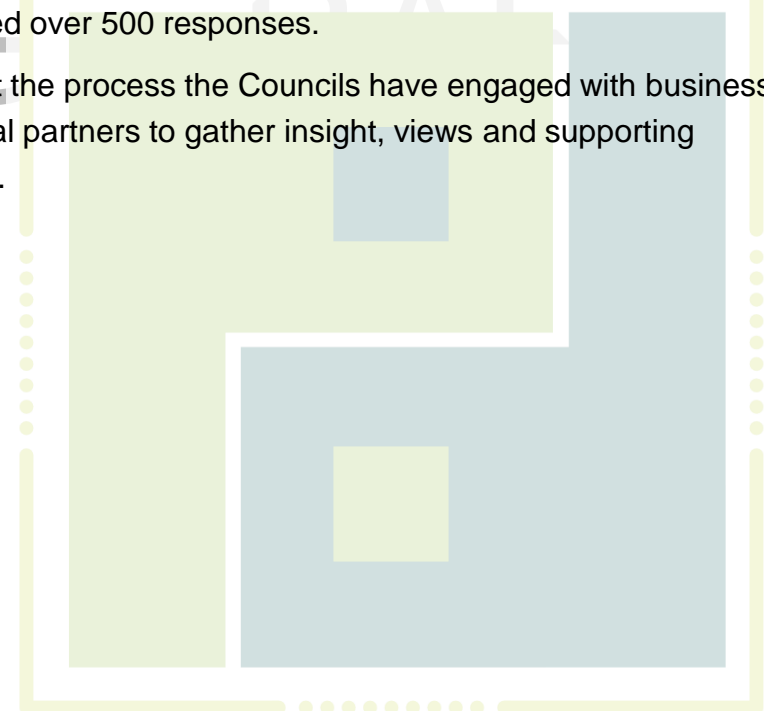 ed over 500 responses.
t the process the Councils have engaged with business
al partners to gather insight, views and supporting
.